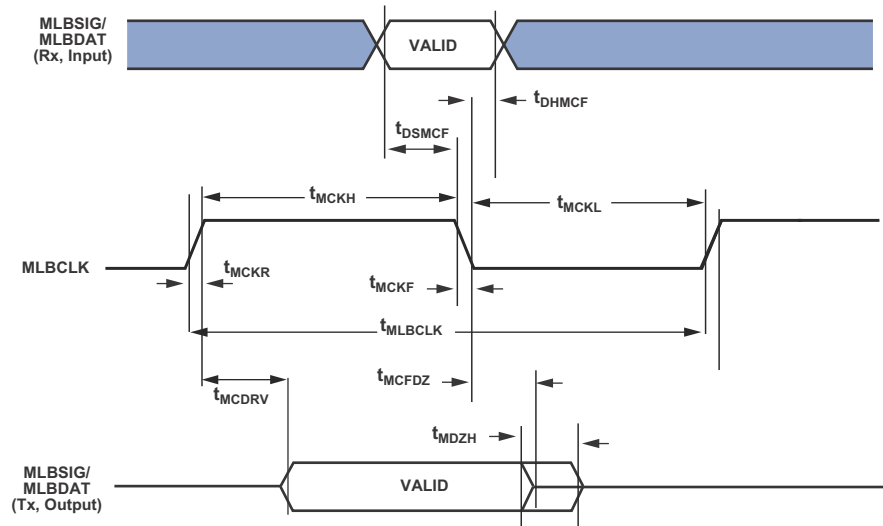 MLBSIG/
MLBDAT
(Rx, Input)
VALID
tDHMCF
tDSMCF
tMCKH
tMCKL
MLBCLK
tMCKR
tMCKF
tMLBCLK
tMCFDZ
tMCDRV
tMDZH
MLBSIG/
MLBDAT
(Tx, Output)
VALID